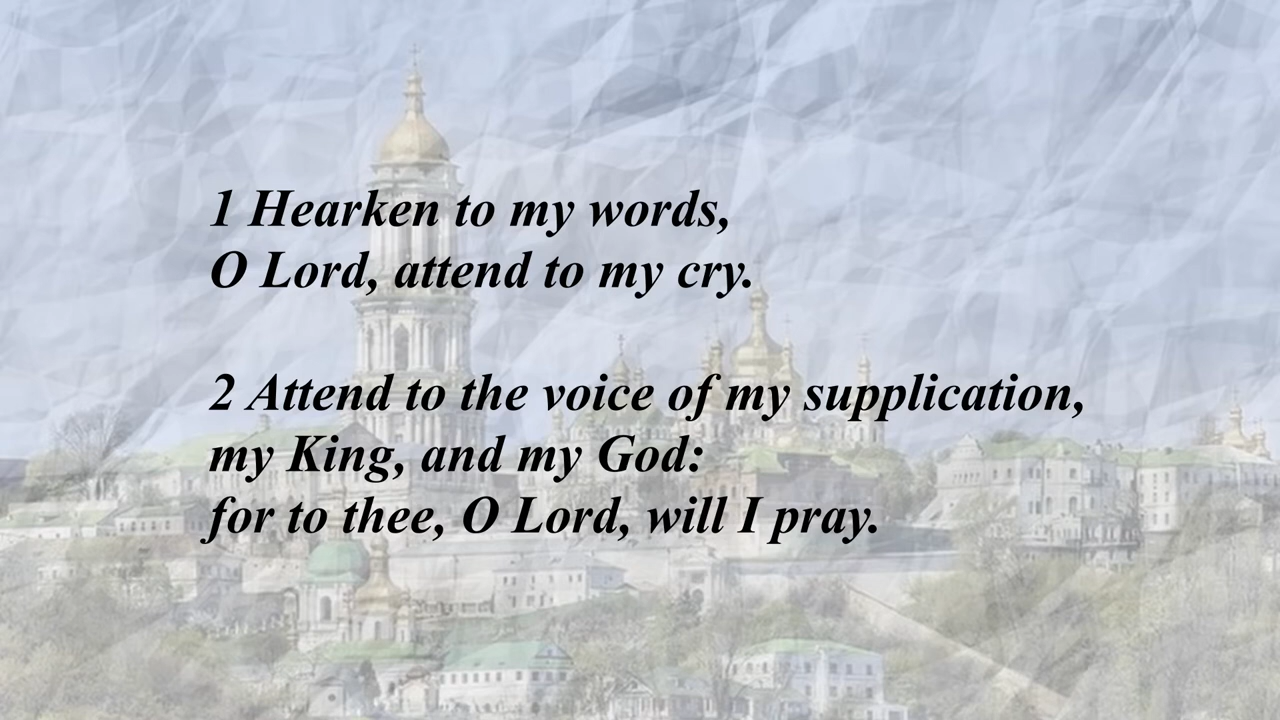 1 Hearken to my words,
O Lord, attend to my cry.
2 Attend to the voice of my supplication,
my King, and my God:
for to thee, O Lord, will I pray.